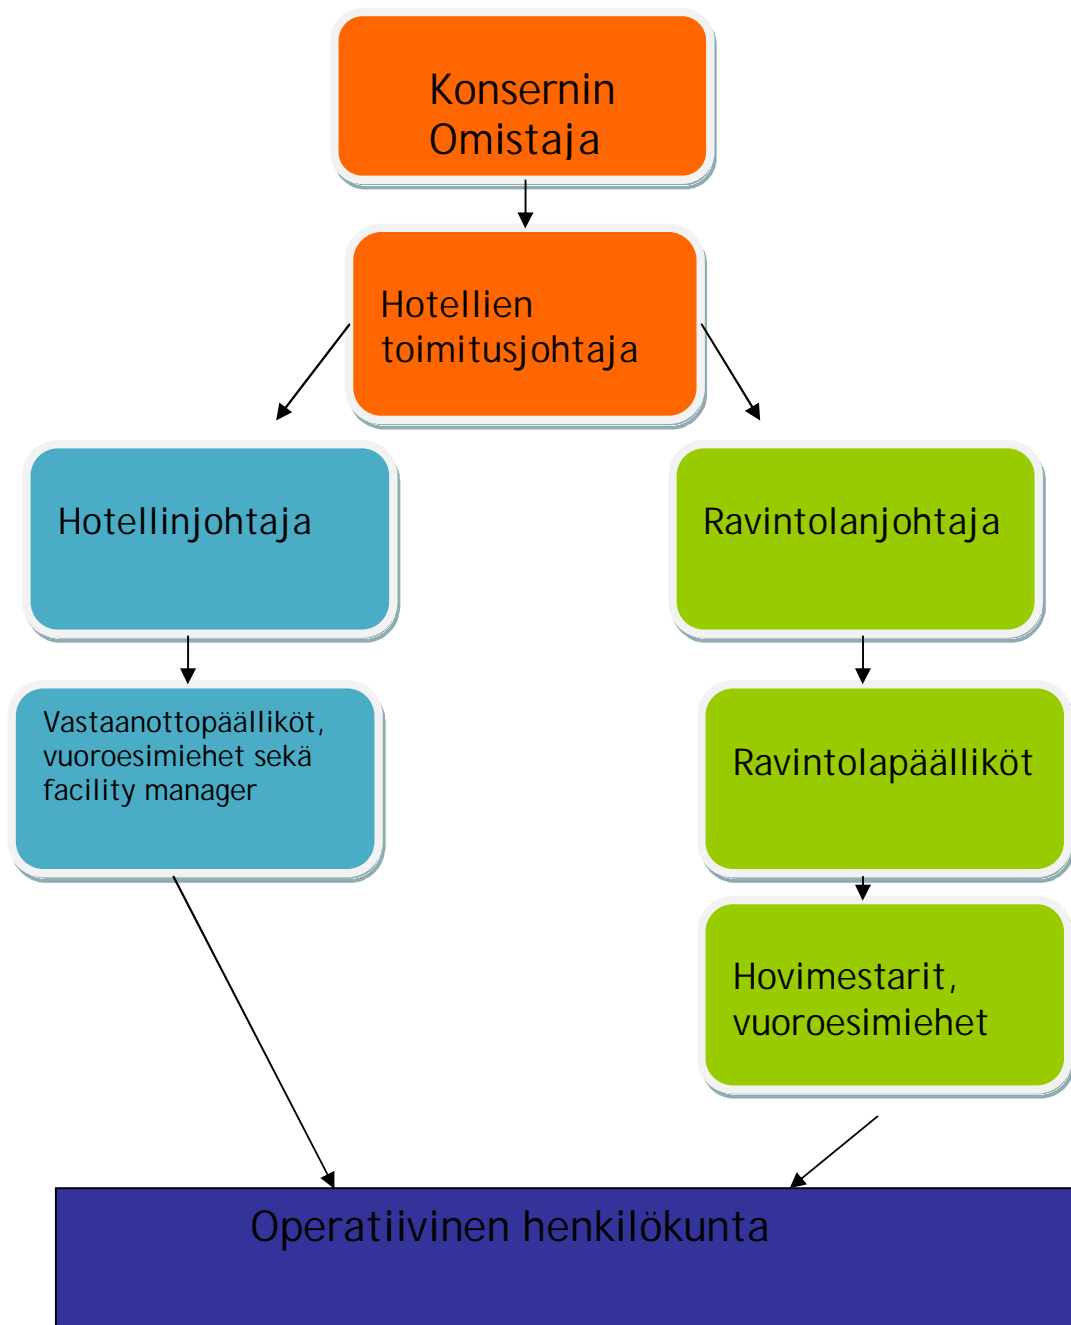 Konsernin
Omistaja
Hotellien
toimitusjohtaja
Hotellinjohtaja
Ravintolanjohtaja
Vastaanottopäälliköt,
vuoroesimiehet sekä
facility manager
Ravintolapäälliköt
Hovimestarit,
vuoroesimiehet
Operatiivinen henkilökunta